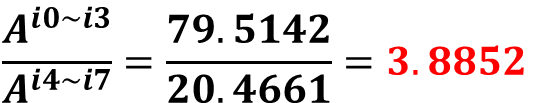 A^{i0~i3} / A^{i4~i7} = 79.5142 / 20.4661 = 3.8852